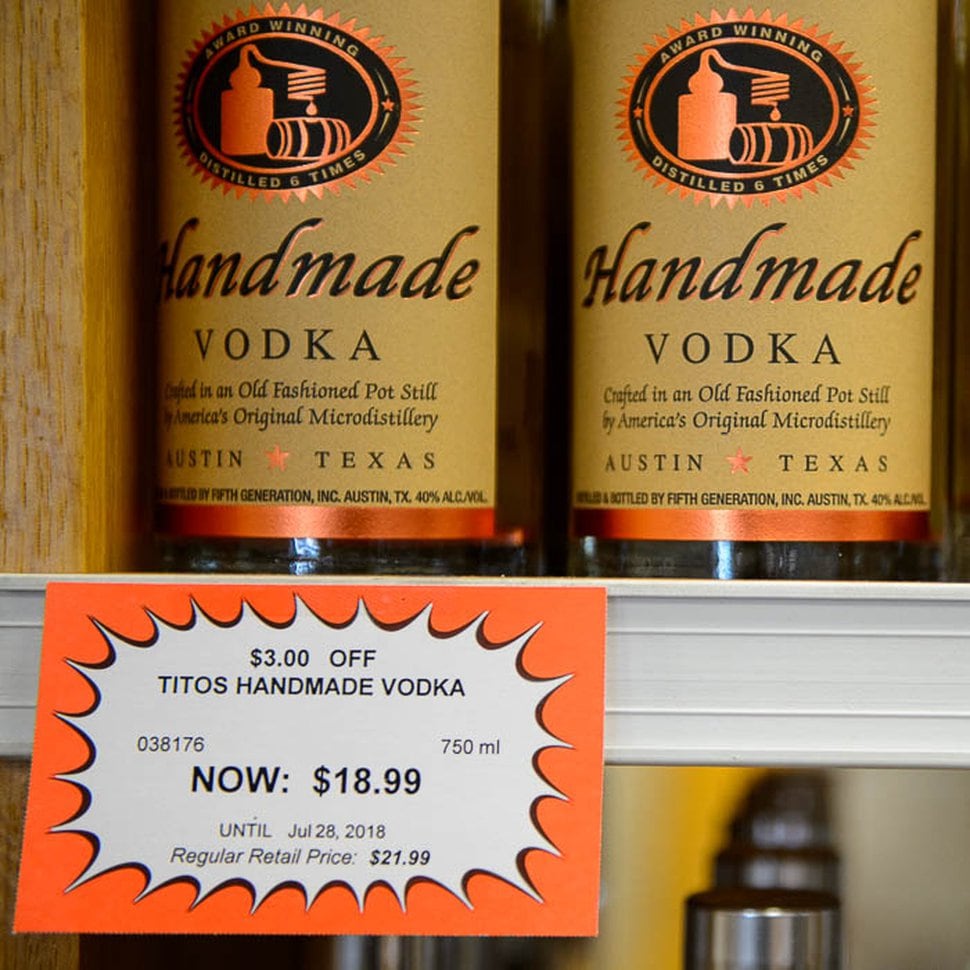 AWARD WINNING
DISTILLED 6 TIMES
Handmade
VODKA
Crafted in an Old Fashioned Pot Still
by America's Original Microdistillery
AUSTIN TEXAS
& BOTTLED BY FIFTH GENERATION, INC. AUSTIN, TX. 40% ALC./VOL.
AWARD WINNING
DISTILLED 6 TIMES
Handmade
VODKA
Crafted in an Old Fashioned Pot Still
by America's Original Microdistillery
AUSTIN TEXAS
& BOTTLED BY FIFTH GENERATION, INC. AUSTIN, TX. 40% ALC./VOL.
$3.00 OFF
TITOS HANDMADE VODKA
038176 750 ml
NOW: $18.99
UNTIL Jul 28, 2018
Regular Retail Price: $21.99